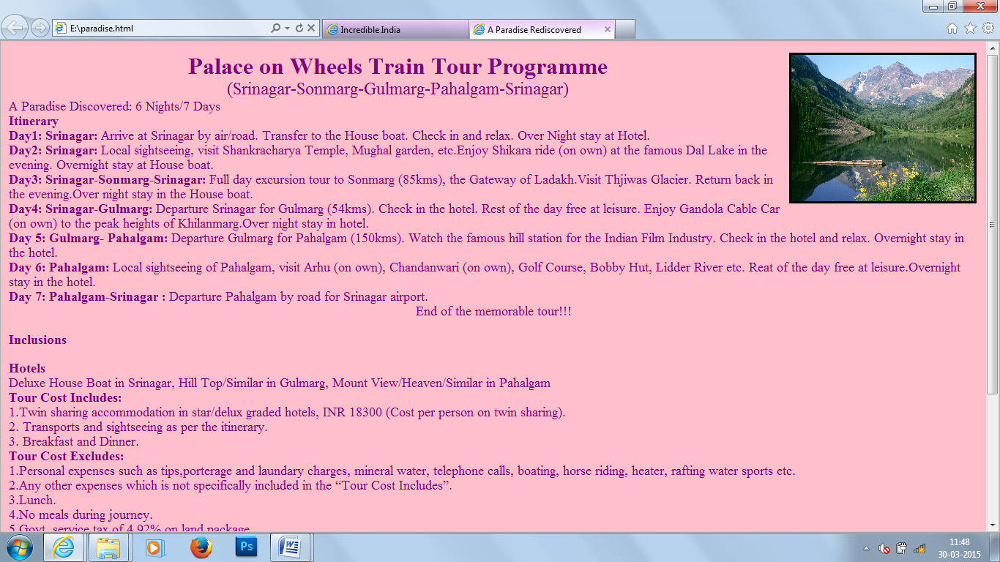 E:\paradise.html
Incredible India
A Paradise Rediscovered
Palace on Wheels Train Tour Programme
(Srinagar-Sonmarg-Gulmarg-Pahalgam-Srinagar)
A Paradise Discovered: 6 Nights/7 Days
Itinerary
Day1: Srinagar: Arrive at Srinagar by air/road. Transfer to the House boat. Check in and relax. Over Night stay at Hotel.
Day2: Srinagar: Local sightseeing, visit Shankracharya Temple, Mughal garden, etc.Enjoy Shikara ride (on own) at the famous Dal Lake in the
evening. Overnight stay at House boat.
Day3: Srinagar-Sonmarg-Srinagar: Full day excursion tour to Sonmarg (85kms), the Gateway of Ladakh.Visit Thjiwas Glacier. Return back in
the evening.Over night stay in the House boat.
Day4: Srinagar-Gulmarg: Departure Srinagar for Gulmarg (54kms). Check in the hotel. Rest of the day free at leisure. Enjoy Gandola Cable Car
(on own) to the peak heights of Khilanmarg.Over night stay in hotel.
Day 5: Gulmarg- Pahalgam: Departure Gulmarg for Pahalgam (150kms). Watch the famous hill station for the Indian Film Industry. Check in the hotel and relax. Overnight stay in
the hotel.
Day 6: Pahalgam: Local sightseeing of Pahalgam, visit Arhu (on own), Chandanwari (on own), Golf Course, Bobby Hut, Lidder River etc. Reat of the day free at leisure.Overnight
stay in the hotel.
Day 7: Pahalgam-Srinagar : Departure Pahalgam by road for Srinagar airport.
End of the memorable tour!!!
Inclusions
Hotels
Deluxe House Boat in Srinagar, Hill Top/Similar in Gulmarg, Mount View/Heaven/Similar in Pahalgam
Tour Cost Includes:
1.Twin sharing accommodation in star/delux graded hotels, INR 18300 (Cost per person on twin sharing).
2. Transports and sightseeing as per the itinerary.
3. Breakfast and Dinner.
Tour Cost Excludes:
1.Personal expenses such as tips,porterage and laundary charges, mineral water, telephone calls, boating, horse riding, heater, rafting water sports etc.
2.Any other expenses which is not specifically included in the “Tour Cost Includes”.
3.Lunch.
4.No meals during journey.
5.Govt. service tax of 4.92% on land package
Ps
W
11:48
30-03-2015